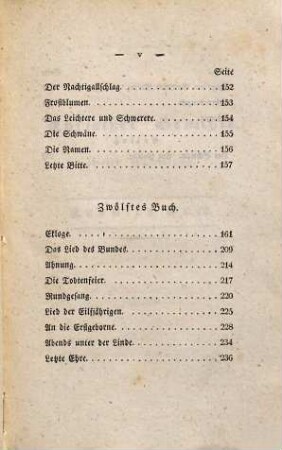 — V —
Seite
Der Nachtigallschlag. . . . . . . . . . . . . . 152
Frostblumen. . . . . . . . . . . . . . . . . . 153
Das Leichtere und Schwerere. . . . . . . . . . 154
Die Schwäne. . . . . . . . . . . . . . . . . . 155
Die Namen. . . . . . . . . . . . . . . . . . . 156
Letzte Bitte. . . . . . . . . . . . . . . . . . 157
Zwölftes Buch.
Ekloge. . . . . . . . . . . . . . . . . . . . 161
Das Lied des Bundes. . . . . . . . . . . . . . 209
Ahnung. . . . . . . . . . . . . . . . . . . . 214
Die Todtenfeier. . . . . . . . . . . . . . . . 217
Rundgesang. . . . . . . . . . . . . . . . . . 220
Lied der Eilfjährigen. . . . . . . . . . . . . 225
An die Erstgeborne. . . . . . . . . . . . . . 228
Abends unter der Linde. . . . . . . . . . . . 234
Letzte Ehre. . . . . . . . . . . . . . . . . . 236